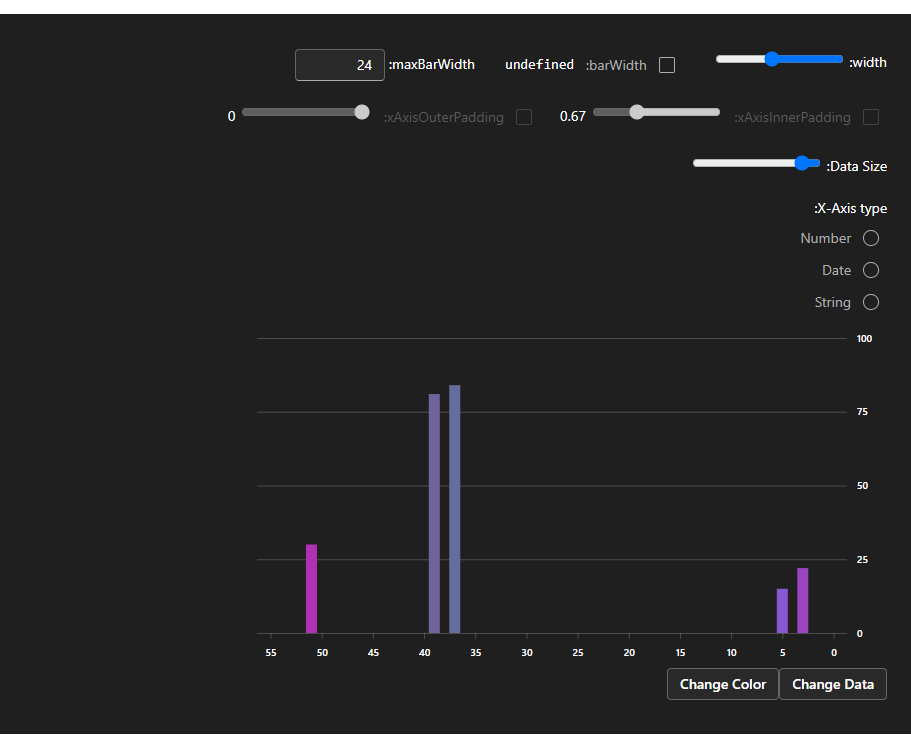 width:
barWidth: undefined
maxBarWidth: 24
xAxisInnerPadding: 0.67
xAxisOuterPadding: 0
Data Size:
X-Axis type:
Number
Date
String
100
75
50
25
0
55 50 45 40 35 30 25 20 15 10 5 0
Change Color Change Data